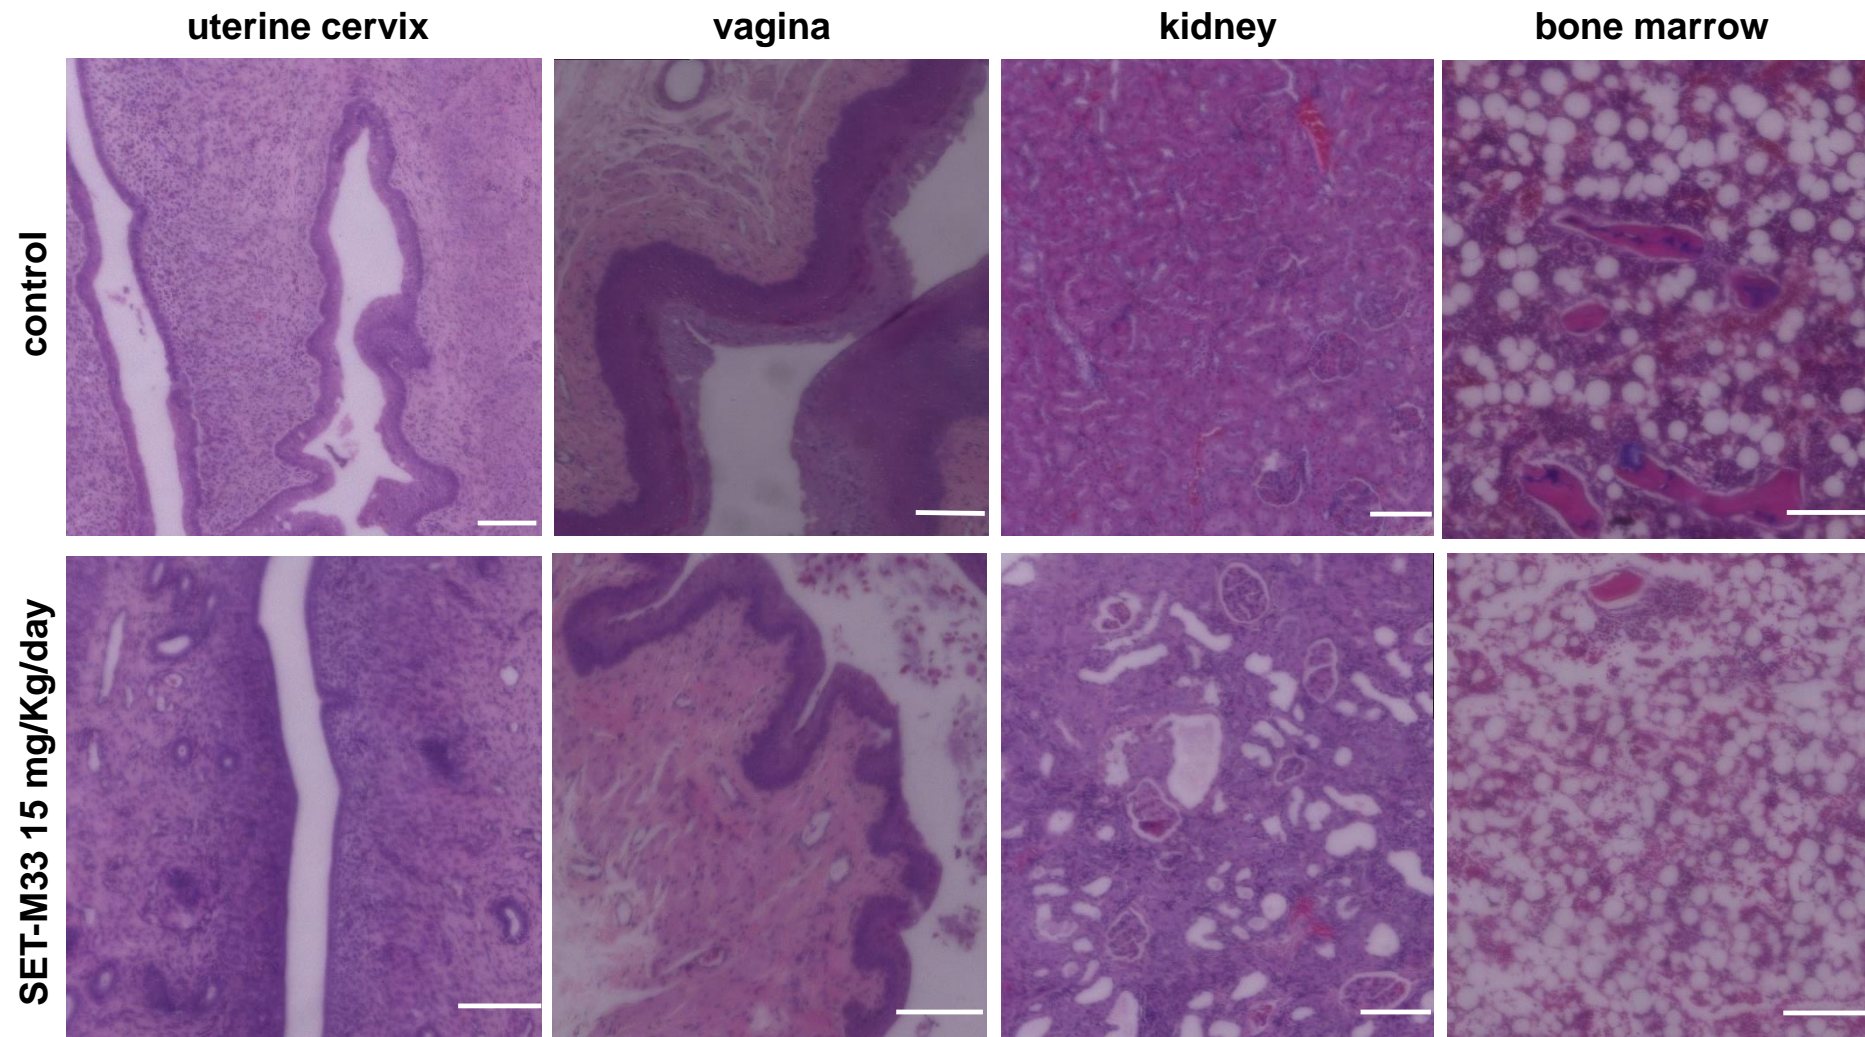 uterine cervix
vagina
kidney
bone marrow
control
SET-M33 15 mg/Kg/day